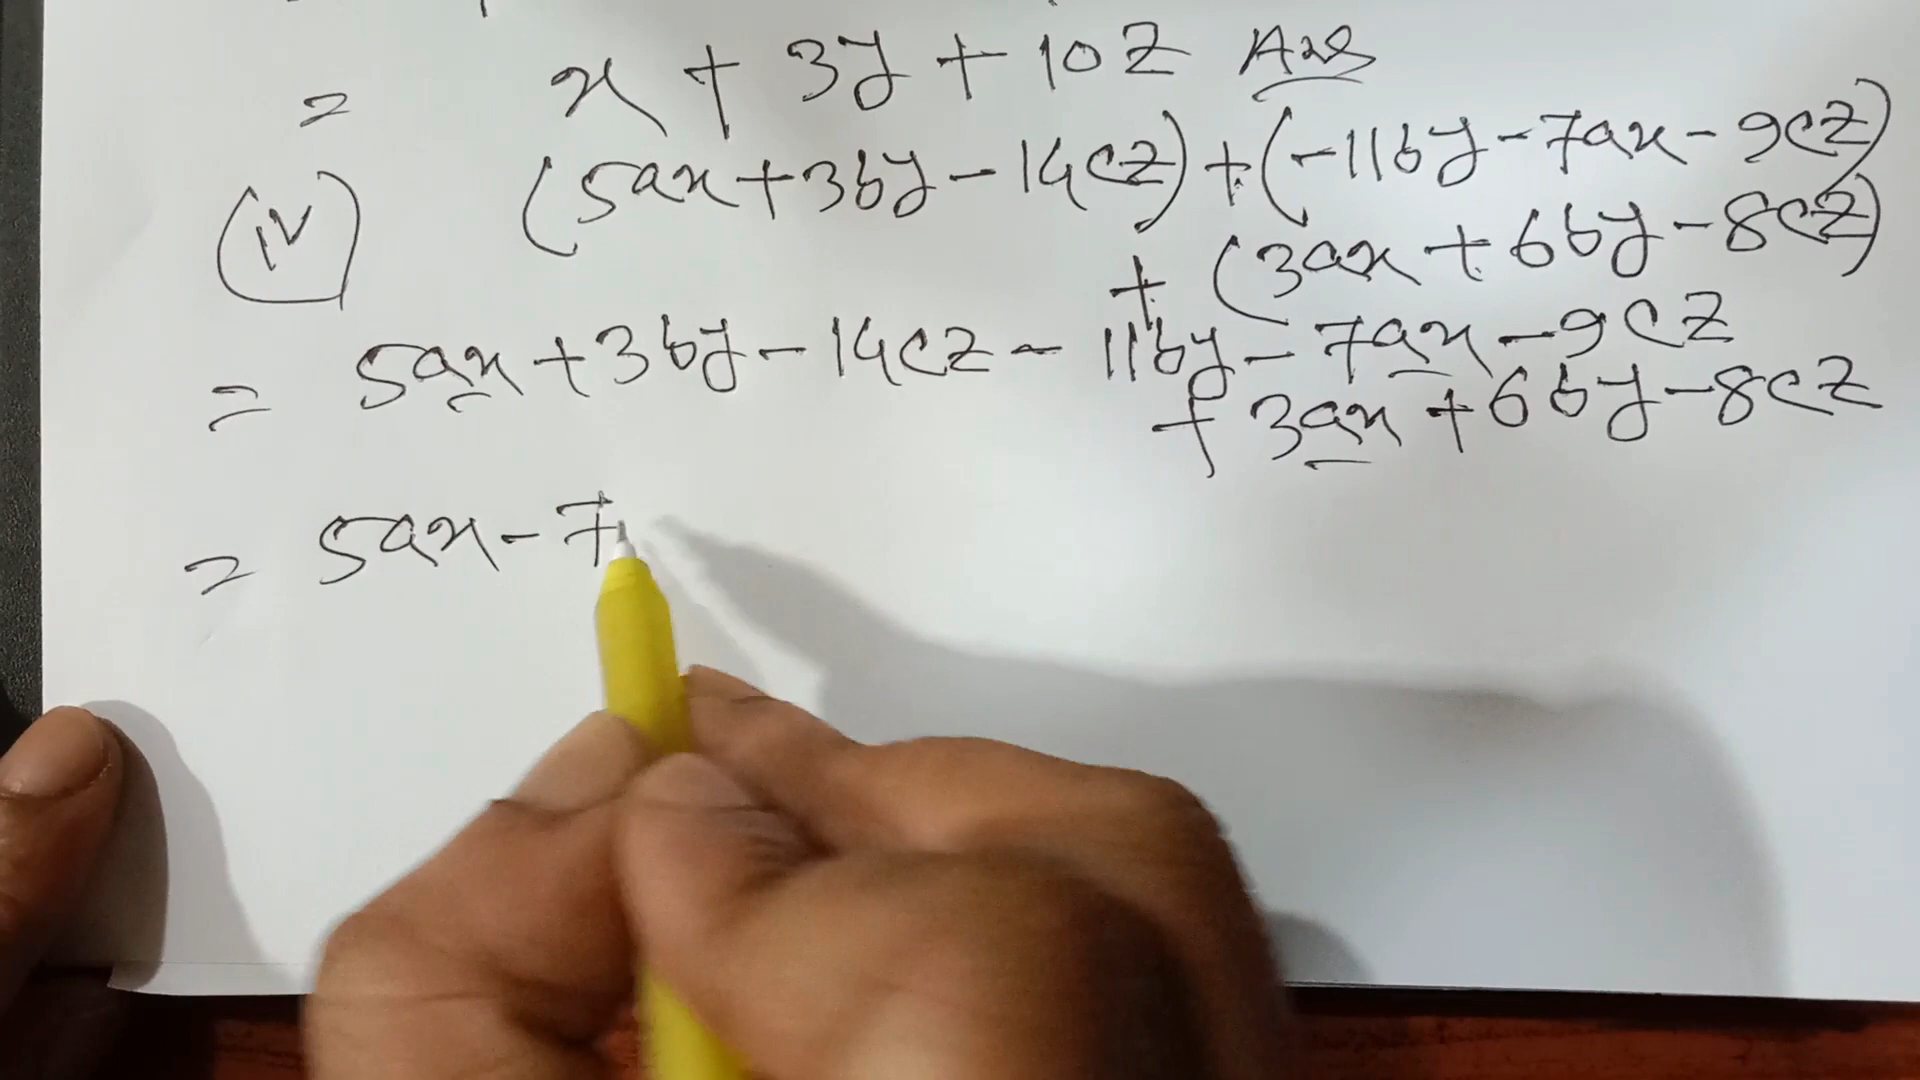 = x + 3y + 10z Ans
(iv) (5ax+3by-14cz)+(-11by-7ax-9cz)
+ (3ax+6by-8cz)
= 5ax+3by-14cz-11by-7ax-9cz
+3ax+6by-8cz
= 5ax-7